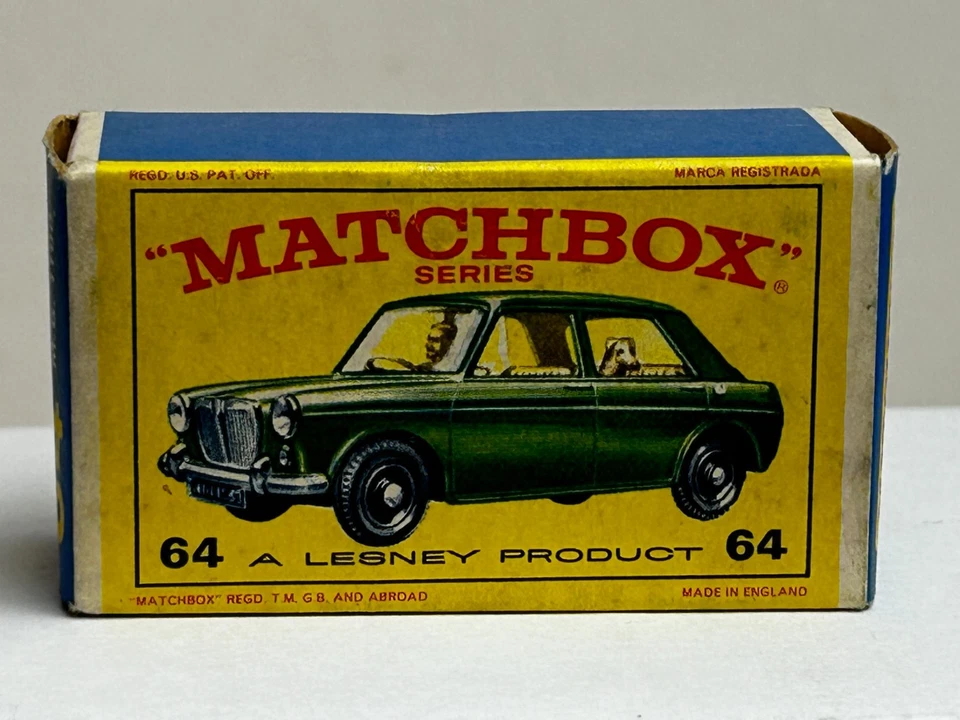 REGD. U.S. PAT. OFF. MARCA REGISTRADA
"MATCHBOX"®
SERIES
64 A LESNEY PRODUCT 64
"MATCHBOX" REGD. T.M. G.B. AND ABROAD MADE IN ENGLAND